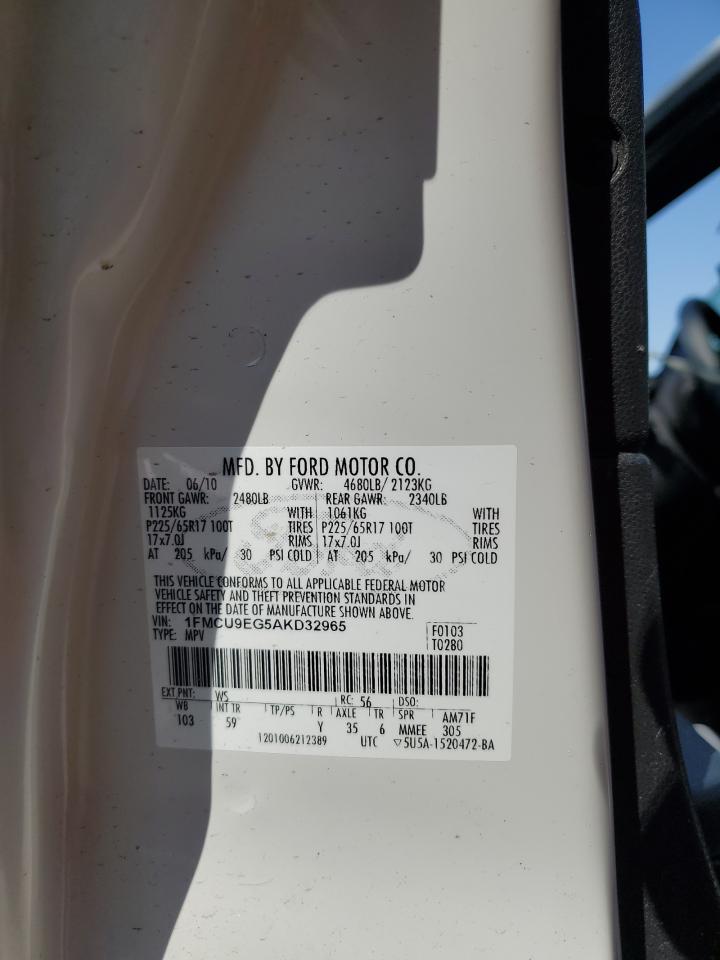 MFD. BY FORD MOTOR CO.
DATE: 06/10 GVWR: 4680LB/2123KG
FRONT GAWR: 2480LB REAR GAWR: 2340LB
1125KG WITH 1061KG WITH
P225/65R17 100T TIRES P225/65R17 100T TIRES
17x7.0J RIMS 17x7.0J RIMS
AT 205 kPa/ 30 PSI COLD AT 205 kPa/ 30 PSI COLD
THIS VEHICLE CONFORMS TO ALL APPLICABLE FEDERAL MOTOR
VEHICLE SAFETY AND THEFT PREVENTION STANDARDS IN
EFFECT ON THE DATE OF MANUFACTURE SHOWN ABOVE.
VIN: 1FMCU9EG5AKD32965 F0103
TYPE: MPV T0280
EXT PNT: WS RC: 56 DSO:
WB INT TR TP/PS R AXLE TR SPR AM71F
103 59 Y 35 6 MMEE 305
1201006212389 UTC ▽5U5A-1520472-BA